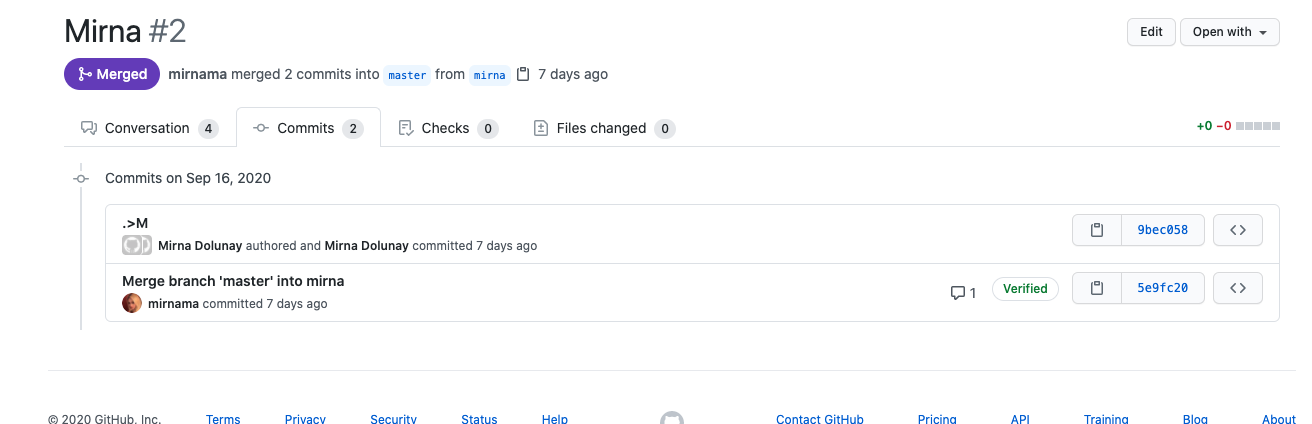 Mirna #2
Edit
Open with
Merged mirnama merged 2 commits into master from mirna 7 days ago
Conversation 4
Commits 2
Checks 0
Files changed 0
+0 −0
Commits on Sep 16, 2020
.>M
Mirna Dolunay authored and Mirna Dolunay committed 7 days ago
9bec058
Merge branch 'master' into mirna
mirnama committed 7 days ago
1
Verified
5e9fc20
© 2020 GitHub, Inc. Terms Privacy Security Status Help Contact GitHub Pricing API Training Blog About